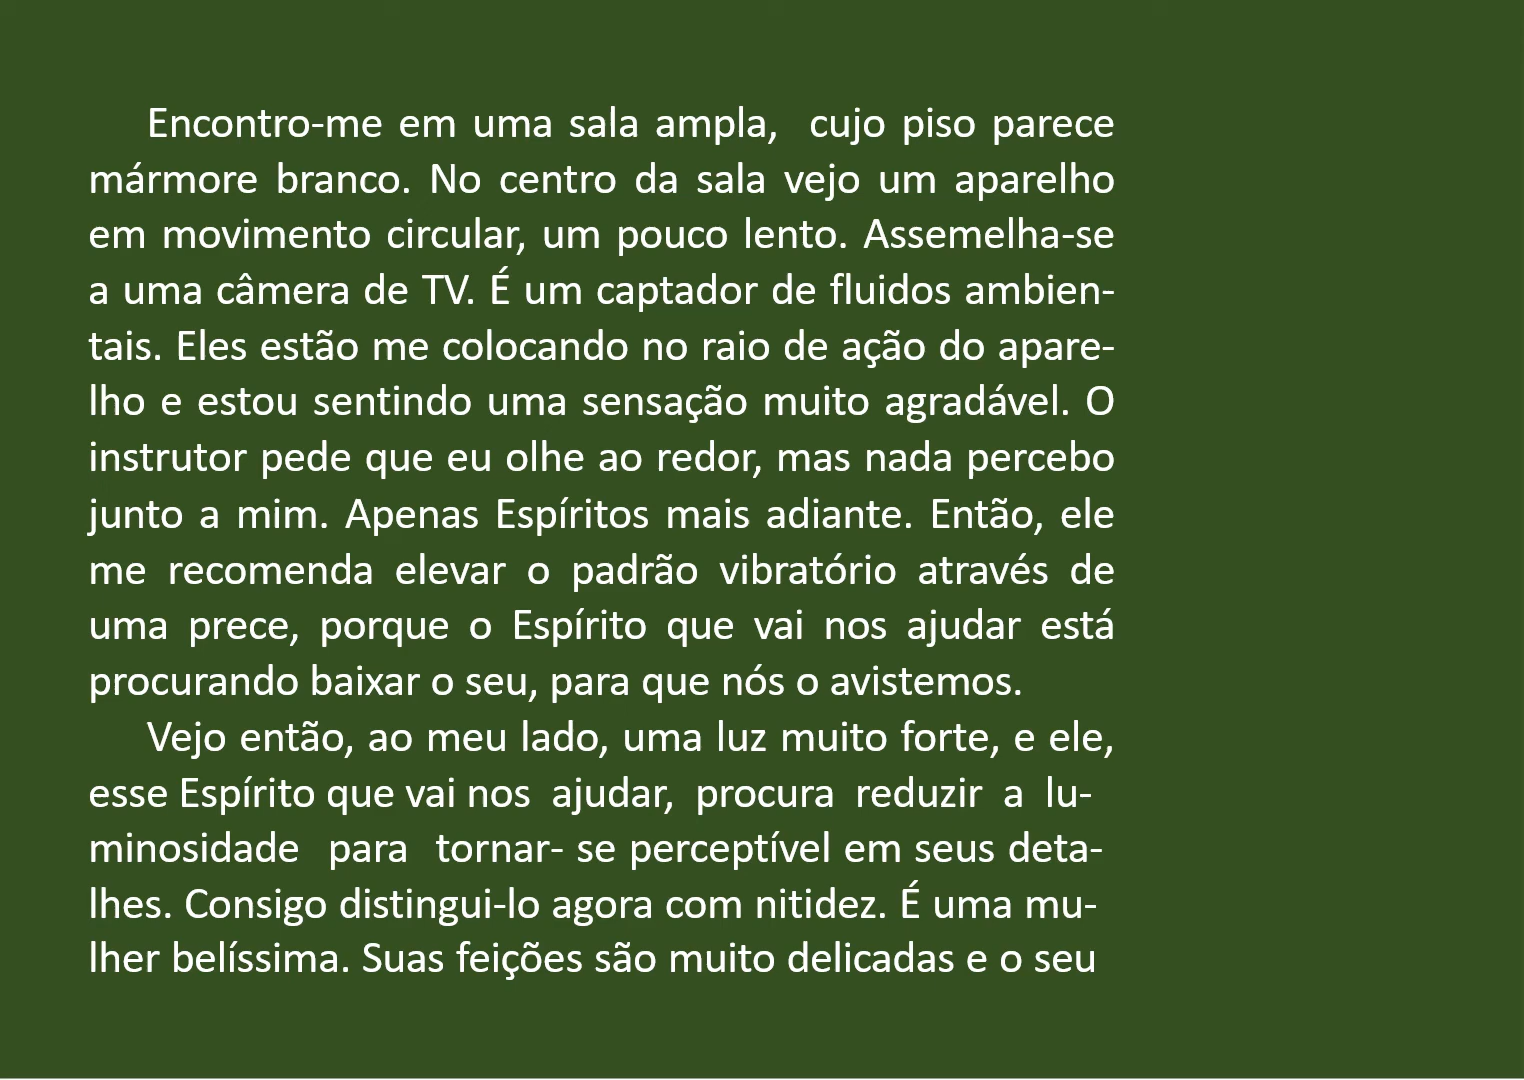 Encontro-me em uma sala ampla,  cujo piso parece
mármore branco. No centro da sala vejo um aparelho
em movimento circular, um pouco lento. Assemelha-se
a uma câmera de TV. É um captador de fluidos ambien-
tais. Eles estão me colocando no raio de ação do apare-
lho e estou sentindo uma sensação muito agradável. O
instrutor pede que eu olhe ao redor, mas nada percebo
junto a mim. Apenas Espíritos mais adiante. Então, ele
me recomenda elevar o padrão vibratório através de
uma prece, porque o Espírito que vai nos ajudar está
procurando baixar o seu, para que nós o avistemos.
Vejo então, ao meu lado, uma luz muito forte, e ele,
esse Espírito que vai nos  ajudar,  procura  reduzir  a  lu-
minosidade  para  tornar- se perceptível em seus deta-
lhes. Consigo distingui-lo agora com nitidez. É uma mu-
lher belíssima. Suas feições são muito delicadas e o seu